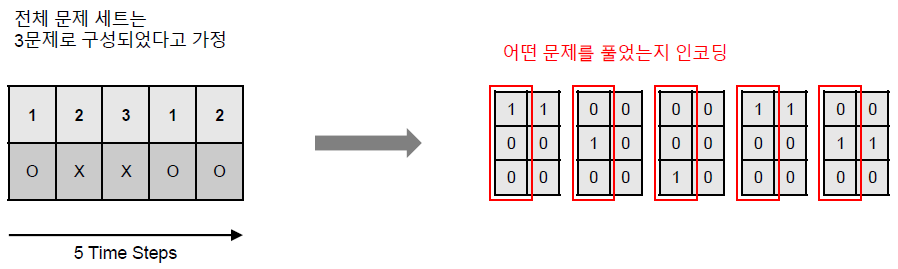 전체 문제 세트는
3문제로 구성되었다고 가정
어떤 문제를 풀었는지 인코딩
1 2 3 1 2
O X X O O
5 Time Steps
1 1 0 0 0 0 1 1 0 0
0 0 1 0 0 0 0 0 1 1
0 0 0 0 1 0 0 0 0 0